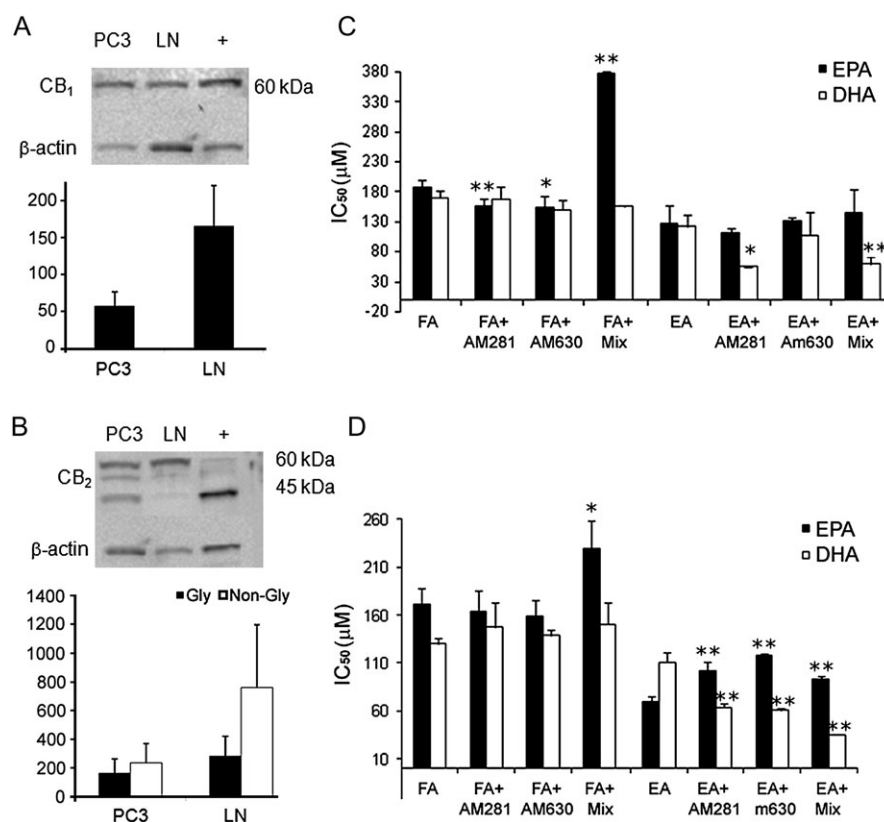 A
PC3 LN +
CB₁
60 kDa
β-actin
200
150
100
50
0
PC3 LN
B
PC3 LN +
60 kDa
CB₂
45 kDa
β-actin
1400
1200
1000
800
600
400
200
0
Gly Non-Gly
PC3 LN
C
**
EPA
DHA
380
330
280
230
180
130
80
30
-20
IC₅₀ (μM)
** *
*
**
FA FA+ FA+ FA+ EA EA+ EA+ EA+
AM281 AM630 Mix AM281 Am630 Mix
D
EPA
DHA
260
210
160
110
60
10
IC₅₀ (μM)
*
** ** **
** ** **
FA FA+ FA+ FA+ EA EA+ EA+ EA+
AM281 AM630 Mix AM281 m630 Mix